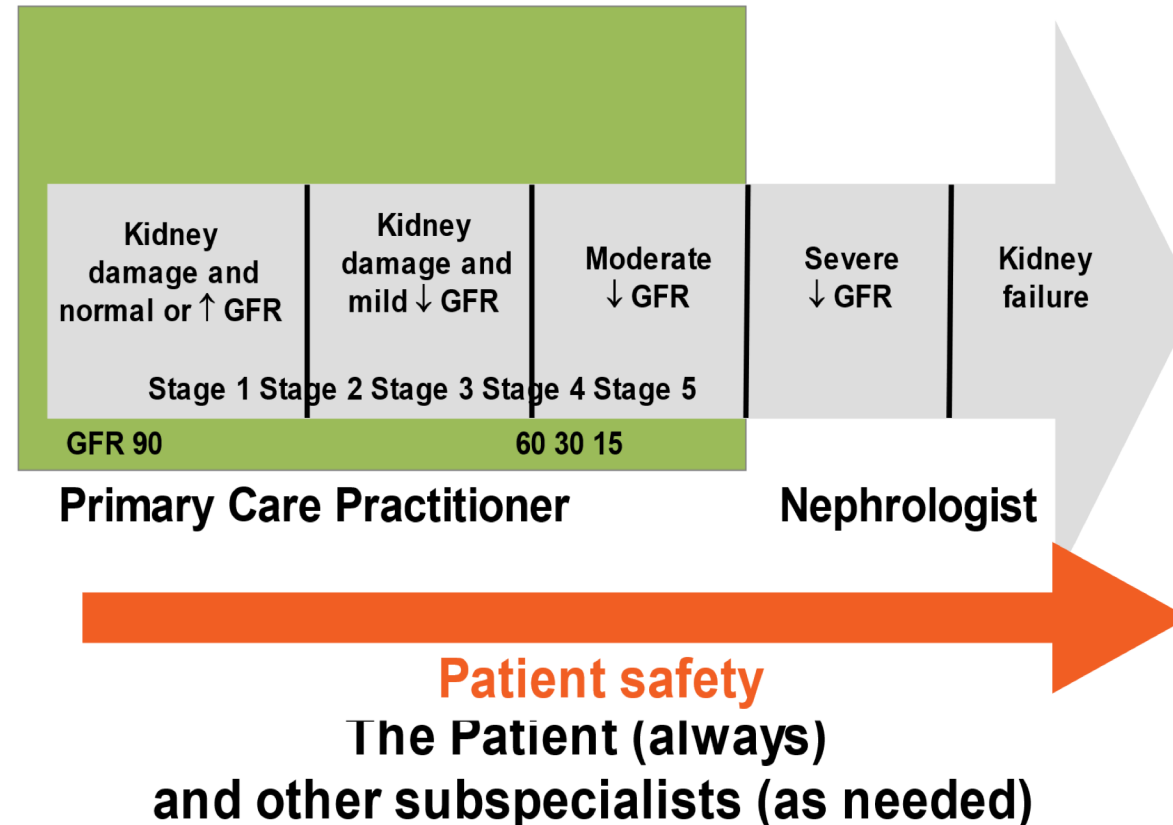 Kidney
damage and
normal or ↑ GFR
Kidney
damage and
mild ↓ GFR
Moderate
↓ GFR
Severe
↓ GFR
Kidney
failure
Stage 1 Stage 2 Stage 3 Stage 4 Stage 5
GFR 90 60 30 15
Primary Care Practitioner Nephrologist
Patient safety
The Patient (always)
and other subspecialists (as needed)